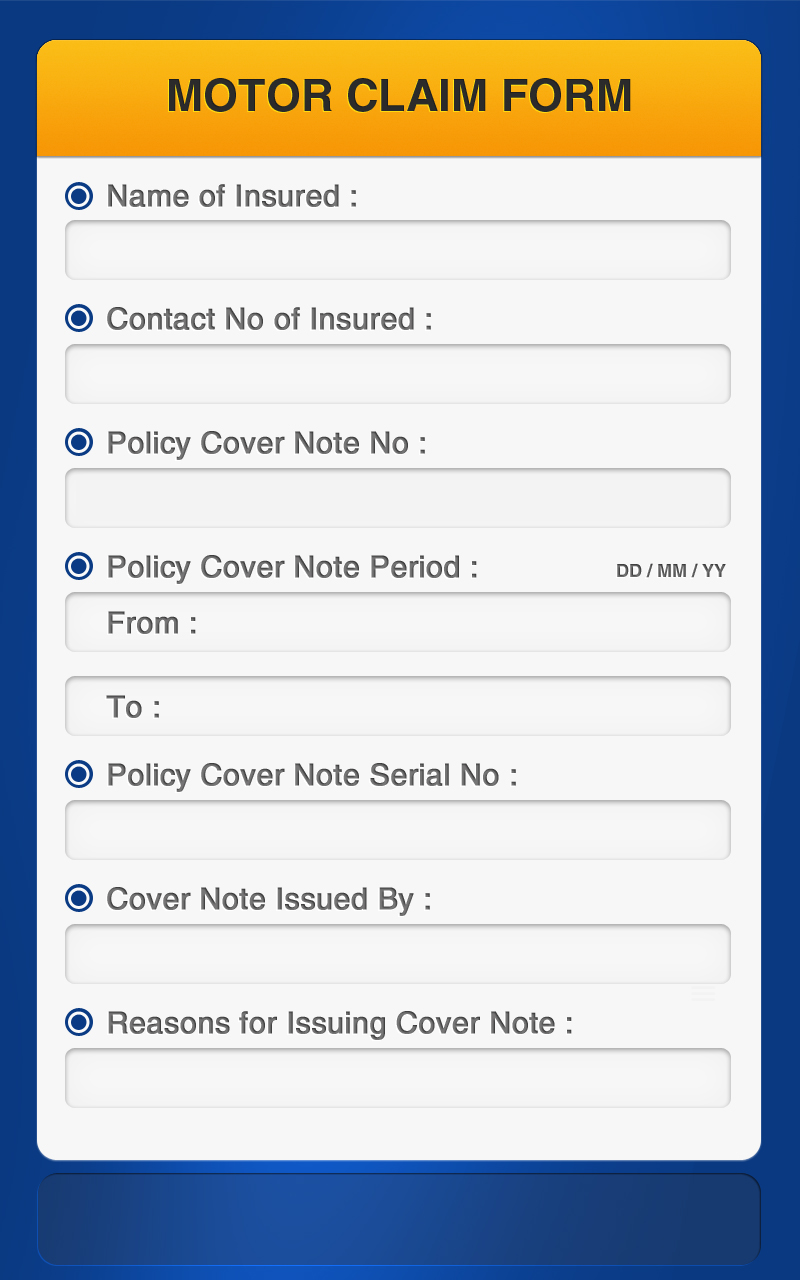 MOTOR CLAIM FORM
Name of Insured :
Contact No of Insured :
Policy Cover Note No :
Policy Cover Note Period : DD / MM / YY
From :
To :
Policy Cover Note Serial No :
Cover Note Issued By :
Reasons for Issuing Cover Note :